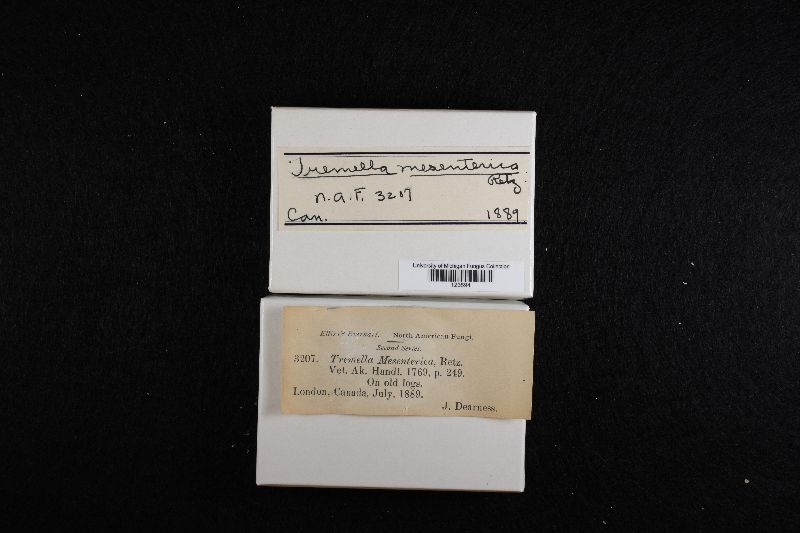 Tremella mesenterica
Retz.
N.A.F. 3207
Can. 1889
University of Michigan Fungus Collection
Ellis & Everhart. North American Fungi.
Second Series.
3207. Tremella Mesenterica, Retz.
Vet. Ak. Handl. 1769, p. 249.
On old logs.
London, Canada, July, 1889.
J. Dearness.